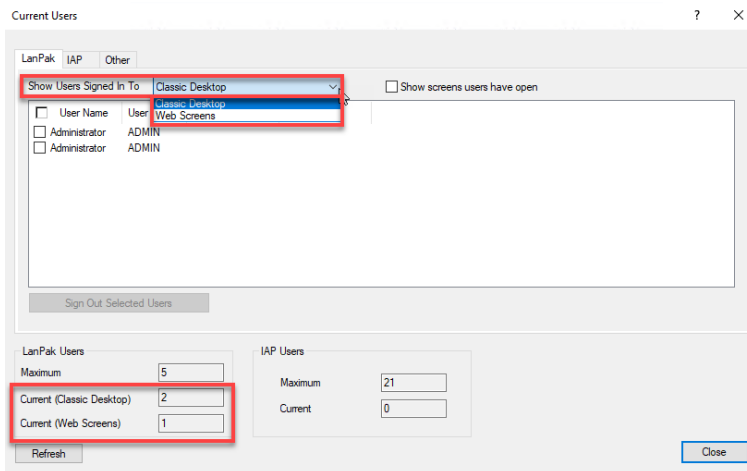 Current Users
?
LanPak IAP Other
Show Users Signed In To Classic Desktop Show screens users have open
Classic Desktop
User Name User Web Screens
Administrator ADMIN
Administrator ADMIN
Sign Out Selected Users
LanPak Users IAP Users
Maximum 5 Maximum 21
Current (Classic Desktop) 2 Current 0
Current (Web Screens) 1
Refresh Close